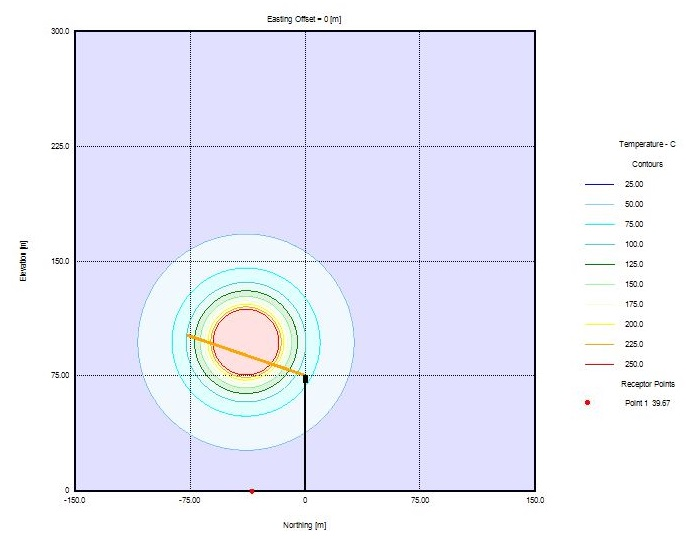 Easting Offset = 0 [m]
300.0
225.0
150.0
75.00
0
Elevation [m]
-150.0 -75.00 0 75.00 150.0
Northing [m]
Temperature - C
Contours
25.00
50.00
75.00
100.0
125.0
150.0
175.0
200.0
225.0
250.0
Receptor Points
Point 1 39.67